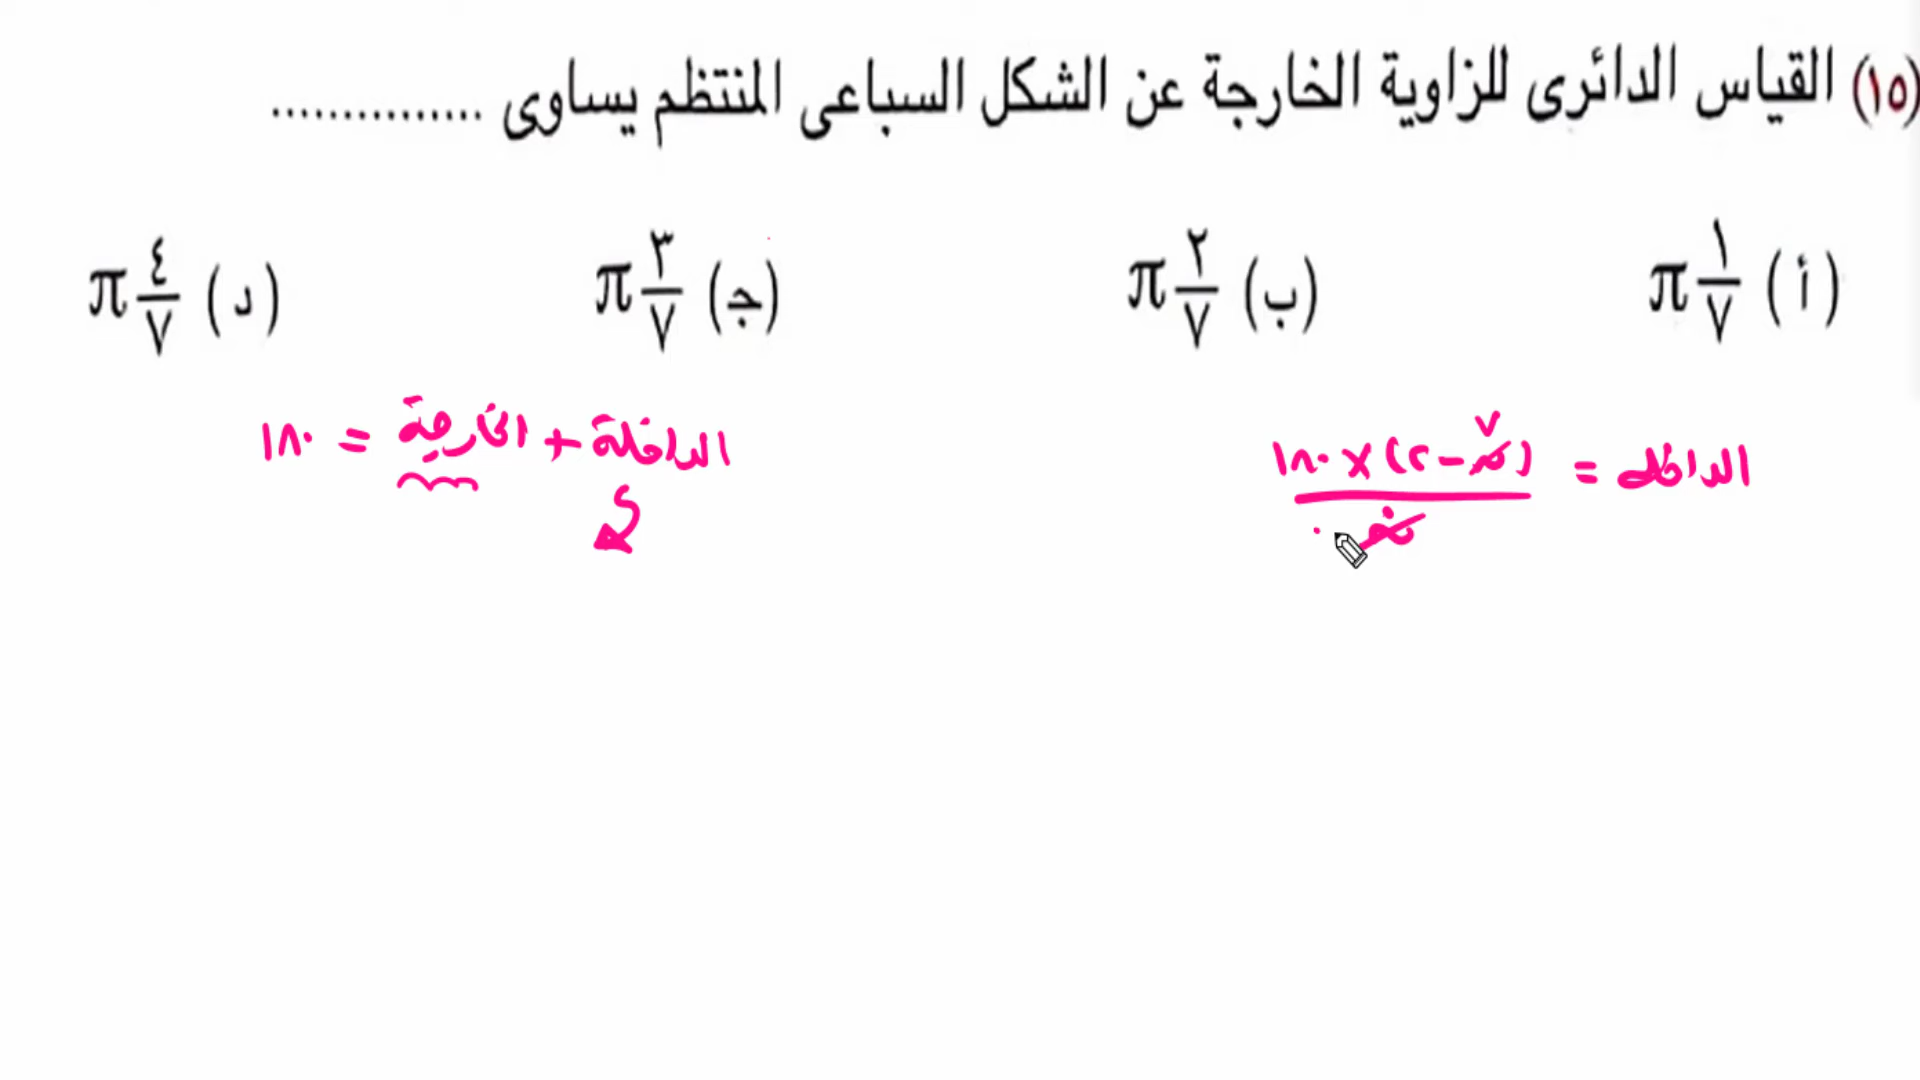 (١٥) القياس الدائرى للزاوية الخارجة عن الشكل السباعى المنتظم يساوى ...............
(أ) ١/٧ π (ب) ٢/٧ π (ج) ٣/٧ π (د) ٤/٧ π
الداخلة + الخارجة = ١٨٠
٧
الداخلة = (ن - ٢) × ١٨٠
ن